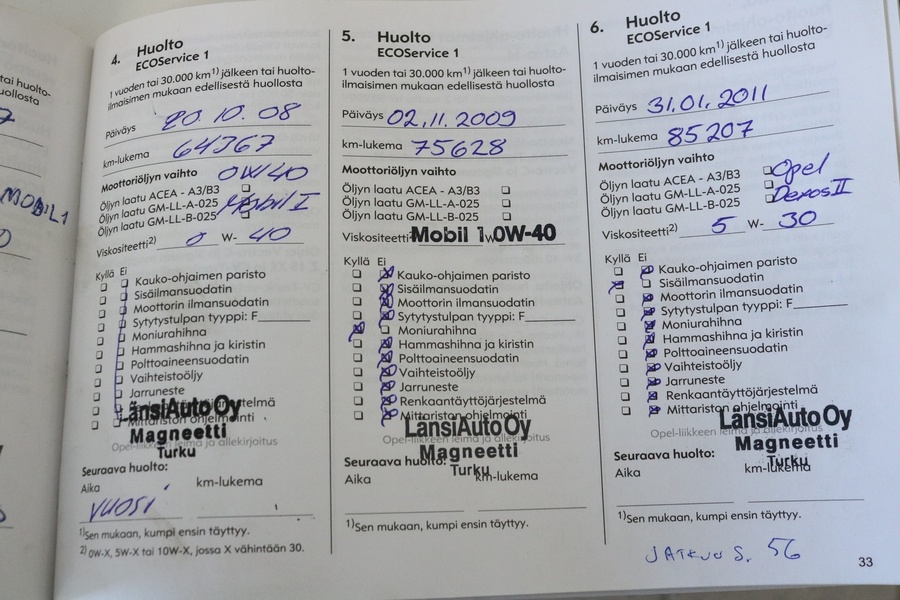 4. Huolto
ECOService 1
1 vuoden tai 30.000 km1) jälkeen tai huolto-
ilmaisimen mukaan edellisestä huollosta
Päiväys 20.10.08
km-lukema 64367
Moottoriöljyn vaihto 0W40
Öljyn laatu ACEA - A3/B3
Öljyn laatu GM-LL-A-025
Öljyn laatu GM-LL-B-025 Mobil I
Viskositeetti2) 0 W- 40
Kyllä Ei
Kauko-ohjaimen paristo
Sisäilmansuodatin
Moottorin ilmansuodatin
Sytytystulpan tyyppi: F
Moniurahihna
Hammashihna ja kiristin
Polttoaineensuodatin
Vaihteistoöljy
Jarruneste
Mittariston ohjelmointi
LänsiAuto Oy
Magneetti
Turku
Seuraava huolto:
Aika km-lukema
VUOSI
1)Sen mukaan, kumpi ensin täyttyy.
2) 0W-X, 5W-X tai 10W-X, jossa X vähintään 30.
5. Huolto
ECOService 1
1 vuoden tai 30.000 km1) jälkeen tai huolto-
ilmaisimen mukaan edellisestä huollosta
Päiväys 02.11.2009
km-lukema 75628
Moottoriöljyn vaihto
Öljyn laatu ACEA - A3/B3
Öljyn laatu GM-LL-A-025
Öljyn laatu GM-LL-B-025
Viskositeetti2) Mobil 1 0W-40
Kyllä Ei
Kauko-ohjaimen paristo
Sisäilmansuodatin
Moottorin ilmansuodatin
Sytytystulpan tyyppi: F
Moniurahihna
Hammashihna ja kiristin
Polttoaineensuodatin
Vaihteistoöljy
Jarruneste
Renkaantäyttöjärjestelmä
Mittariston ohjelmointi
LänsiAuto Oy
Opel-liikkeen leima ja allekirjoitus
Magneetti
Turku
Seuraava huolto:
Aika km-lukema
1)Sen mukaan, kumpi ensin täyttyy.
6. Huolto
ECOService 1
1 vuoden tai 30.000 km1) jälkeen tai huolto-
ilmaisimen mukaan edellisestä huollosta
Päiväys 31.01.2011
km-lukema 85207
Moottoriöljyn vaihto
Öljyn laatu ACEA - A3/B3 Opel
Öljyn laatu GM-LL-A-025
Öljyn laatu GM-LL-B-025 Dexos II
Viskositeetti2) 5 W- 30
Kyllä Ei
Kauko-ohjaimen paristo
Sisäilmansuodatin
Moottorin ilmansuodatin
Sytytystulpan tyyppi: F
Moniurahihna
Hammashihna ja kiristin
Polttoaineensuodatin
Vaihteistoöljy
Jarruneste
Renkaantäyttöjärjestelmä
Mittariston ohjelmointi
LänsiAuto Oy
Opel-liikkeen leima ja allekirjoitus
Magneetti
Turku
Seuraava huolto:
Aika km-lukema
1)Sen mukaan, kumpi ensin täyttyy.
JATKUU S. 56
33